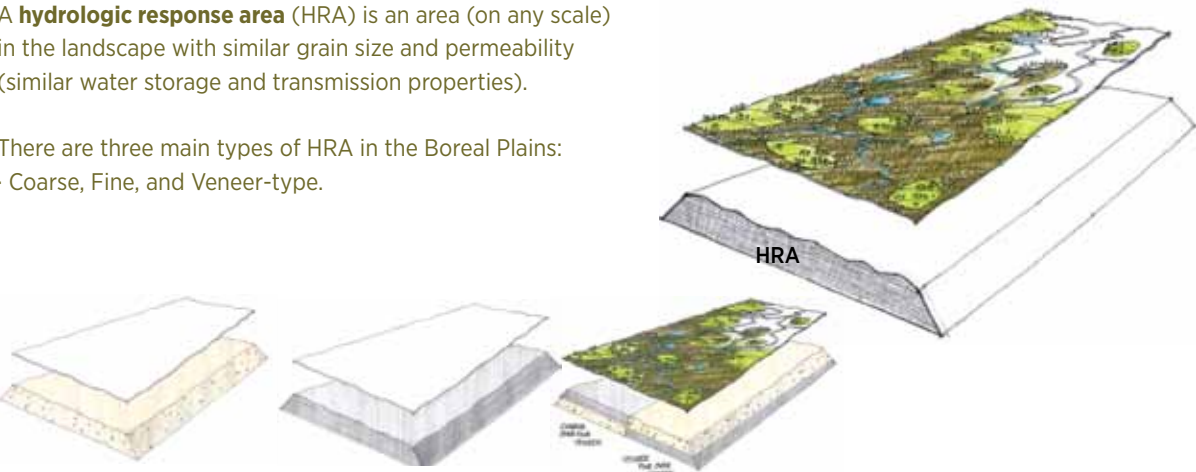 A hydrologic response area (HRA) is an area (on any scale)
in the landscape with similar grain size and permeability
(similar water storage and transmission properties).
There are three main types of HRA in the Boreal Plains:
- Coarse, Fine, and Veneer-type.
HRA